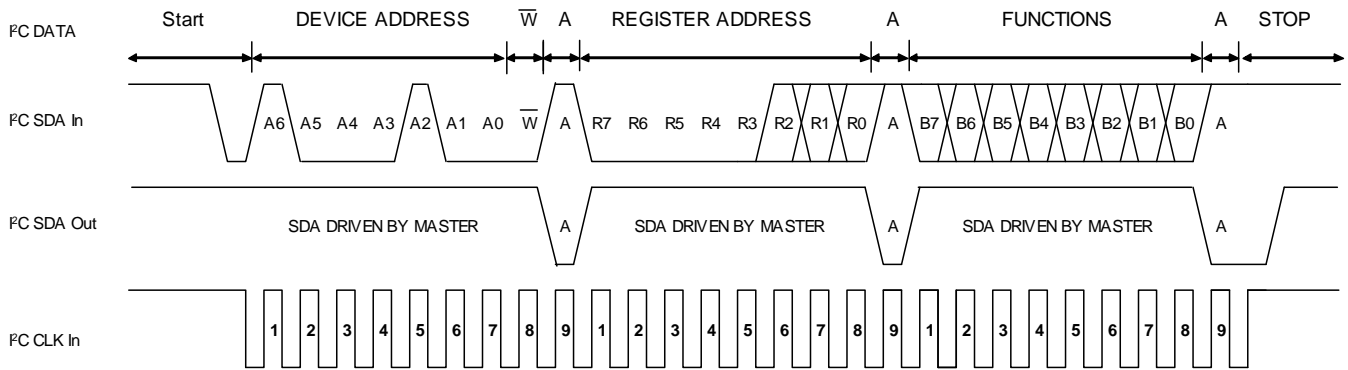 I²C DATA Start DEVICE ADDRESS W̅ A REGISTER ADDRESS A FUNCTIONS A STOP
I²C SDA In A6 A5 A4 A3 A2 A1 A0 W̅ A R7 R6 R5 R4 R3 R2 R1 R0 A B7 B6 B5 B4 B3 B2 B1 B0 A
I²C SDA Out SDA DRIVEN BY MASTER A SDA DRIVEN BY MASTER A SDA DRIVEN BY MASTER A
I²C CLK In 1 2 3 4 5 6 7 8 9 1 2 3 4 5 6 7 8 9 1 2 3 4 5 6 7 8 9